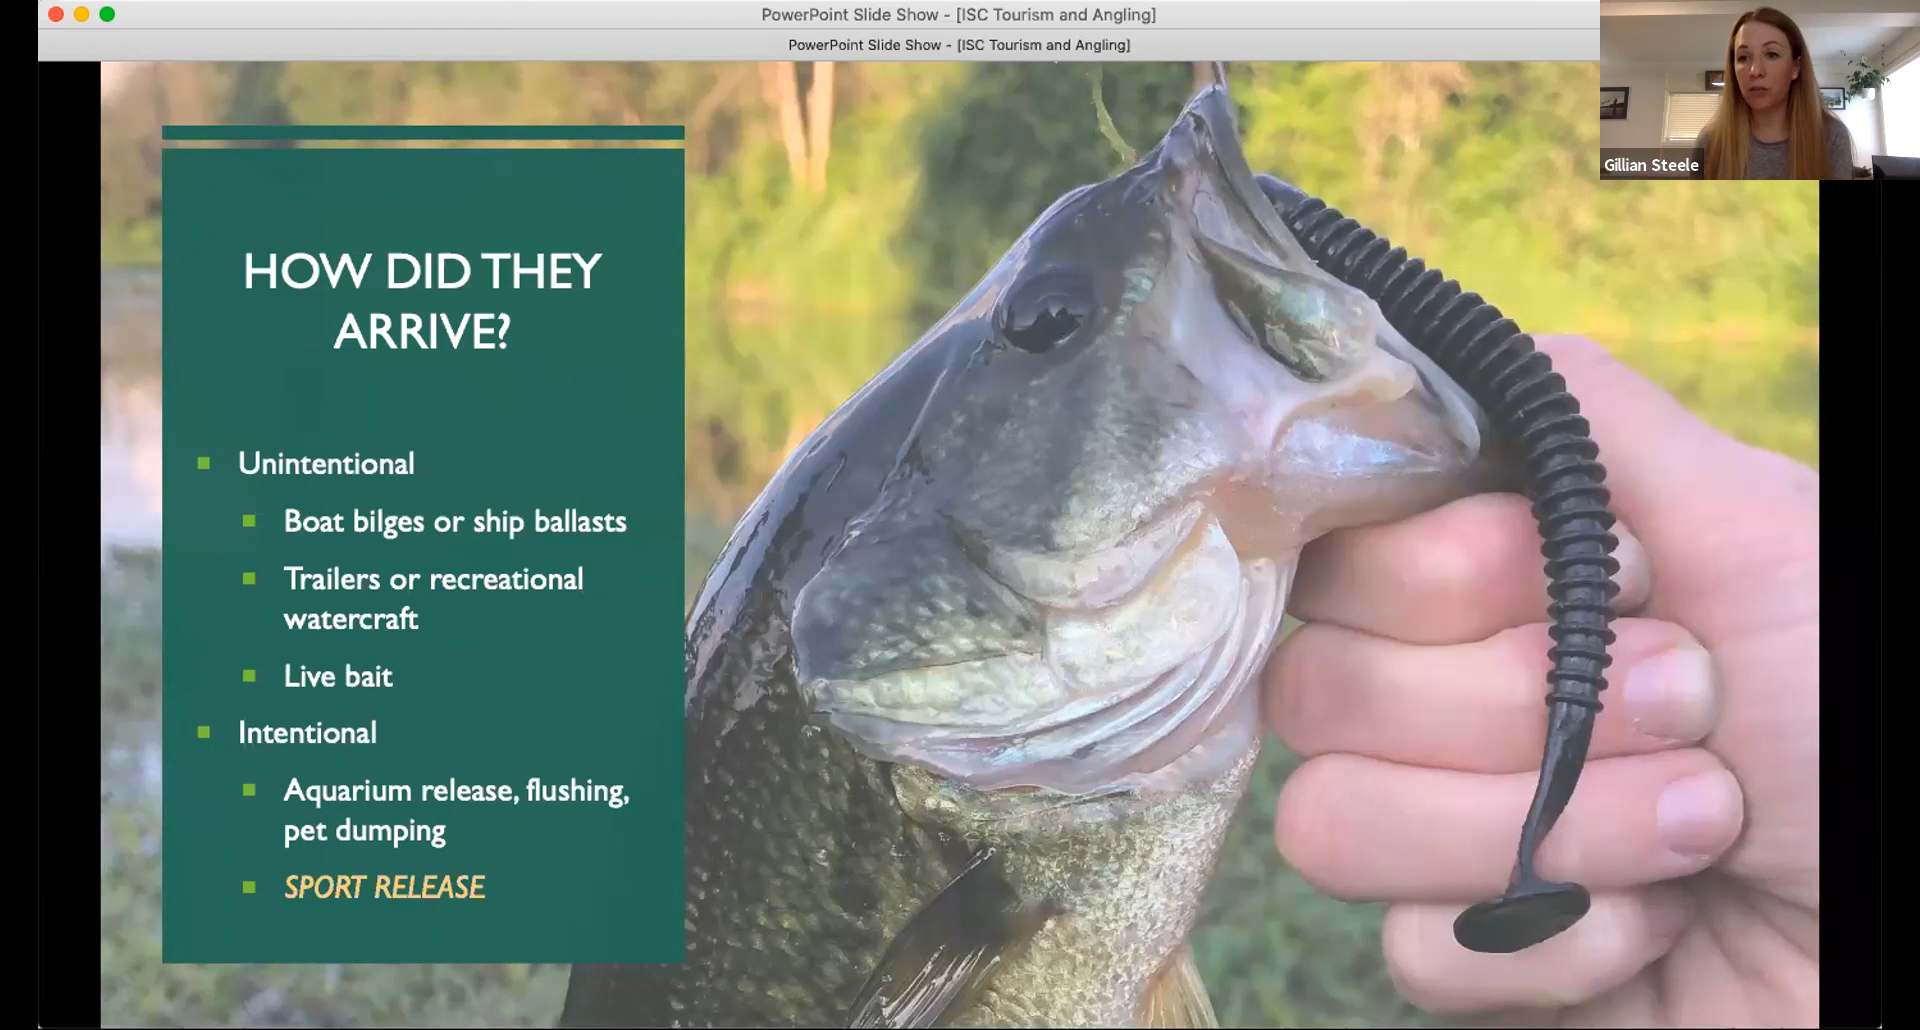 PowerPoint Slide Show - [ISC Tourism and Angling]
PowerPoint Slide Show - [ISC Tourism and Angling]
Gillian Steele
HOW DID THEY
ARRIVE?
Unintentional
Boat bilges or ship ballasts
Trailers or recreational
watercraft
Live bait
Intentional
Aquarium release, flushing,
pet dumping
SPORT RELEASE